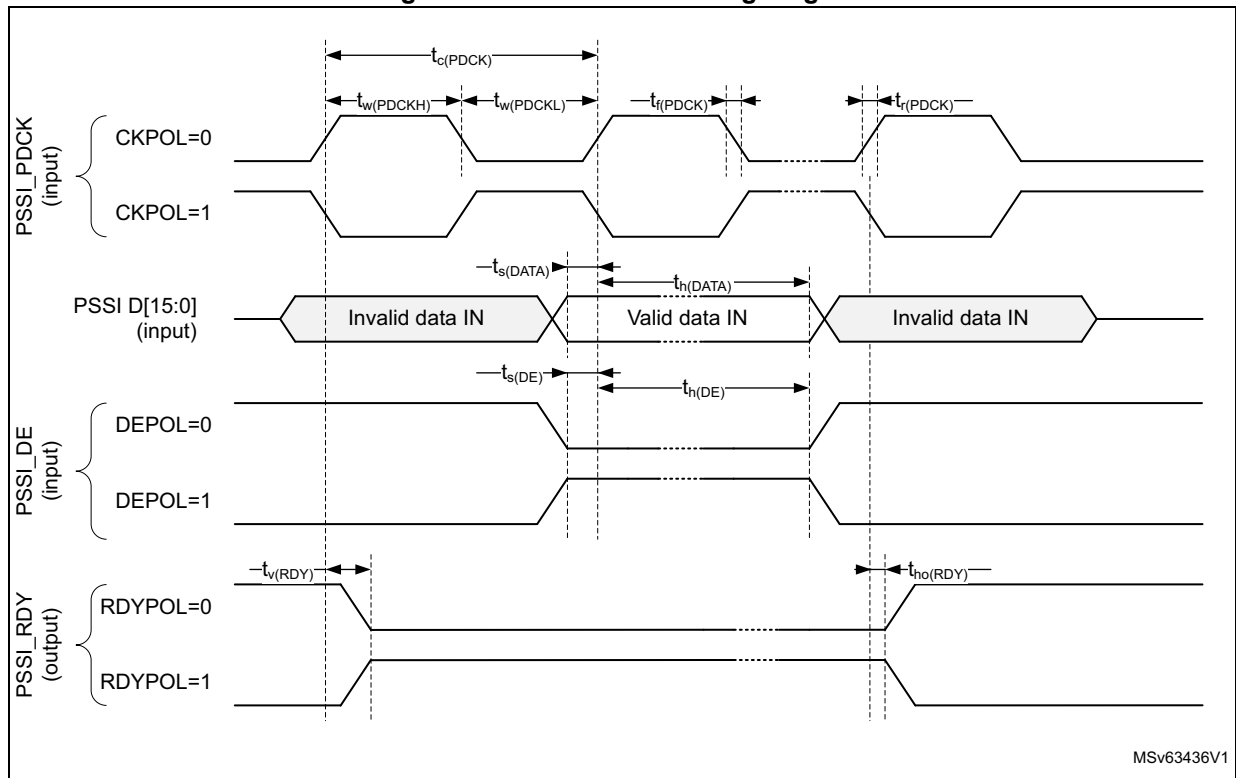 tc(PDCK)
tw(PDCKH) tw(PDCKL) tf(PDCK) tr(PDCK)
PSSI_PDCK
(input)
CKPOL=0
CKPOL=1
ts(DATA)
th(DATA)
PSSI D[15:0]
(input)
Invalid data IN Valid data IN Invalid data IN
ts(DE)
th(DE)
PSSI_DE
(input)
DEPOL=0
DEPOL=1
tv(RDY) tho(RDY)
PSSI_RDY
(output)
RDYPOL=0
RDYPOL=1
MSv63436V1